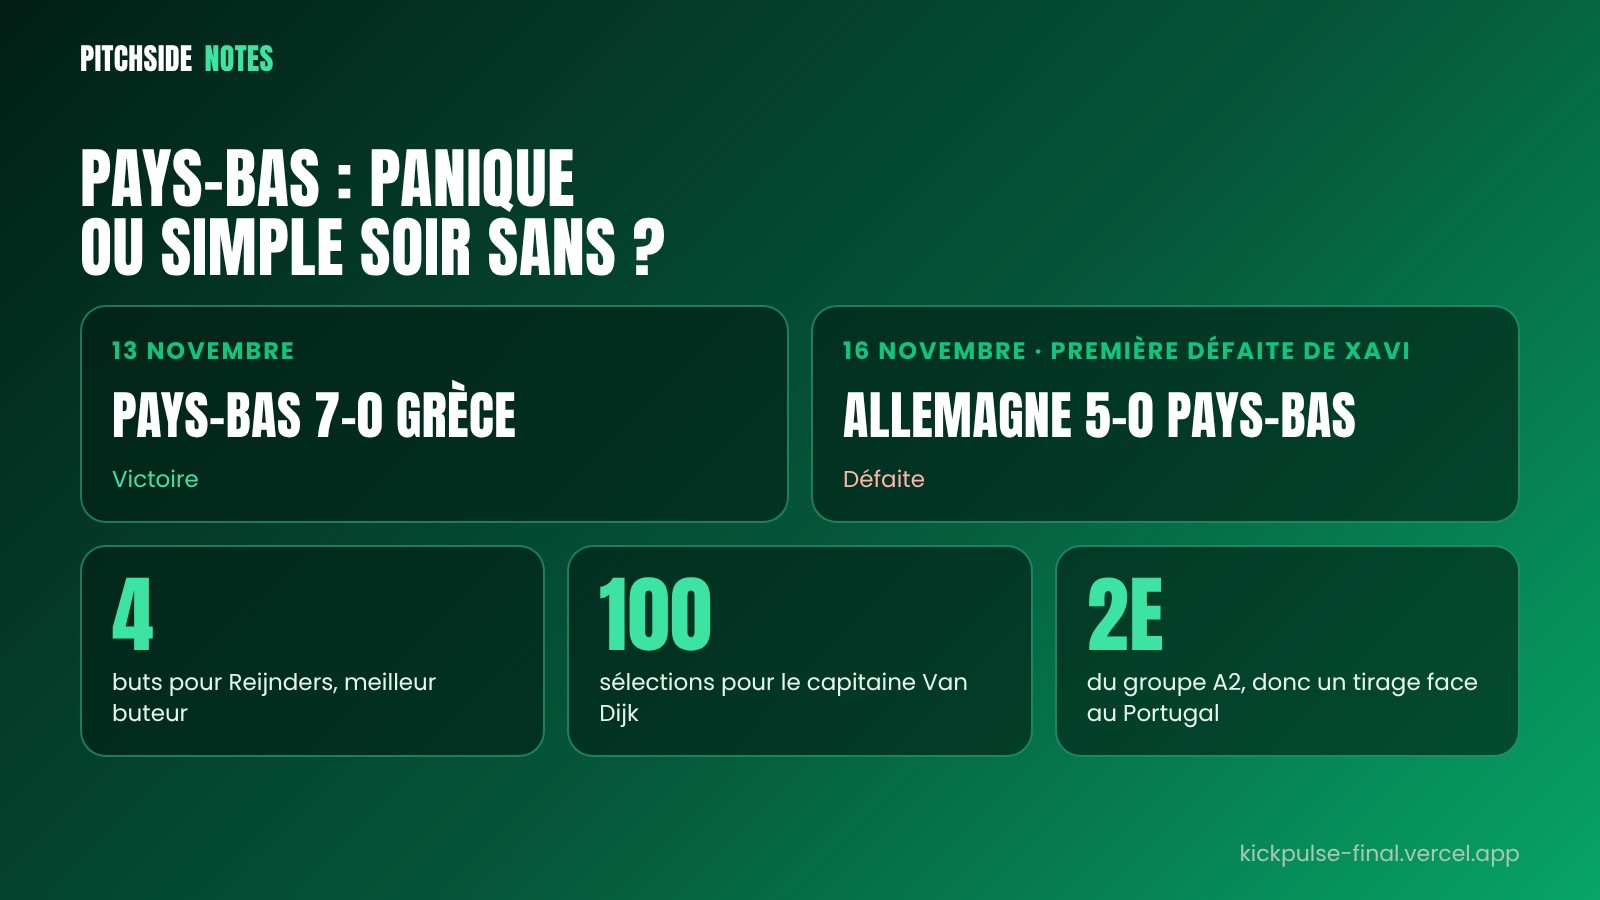 PITCHSIDE NOTES
PAYS-BAS : PANIQUE
OU SIMPLE SOIR SANS ?
13 NOVEMBRE
PAYS-BAS 7-0 GRÈCE
Victoire
16 NOVEMBRE · PREMIÈRE DÉFAITE DE XAVI
ALLEMAGNE 5-0 PAYS-BAS
Défaite
4
buts pour Reijnders, meilleur
buteur
100
sélections pour le capitaine Van
Dijk
2E
du groupe A2, donc un tirage face
au Portugal
kickpulse-final.vercel.app